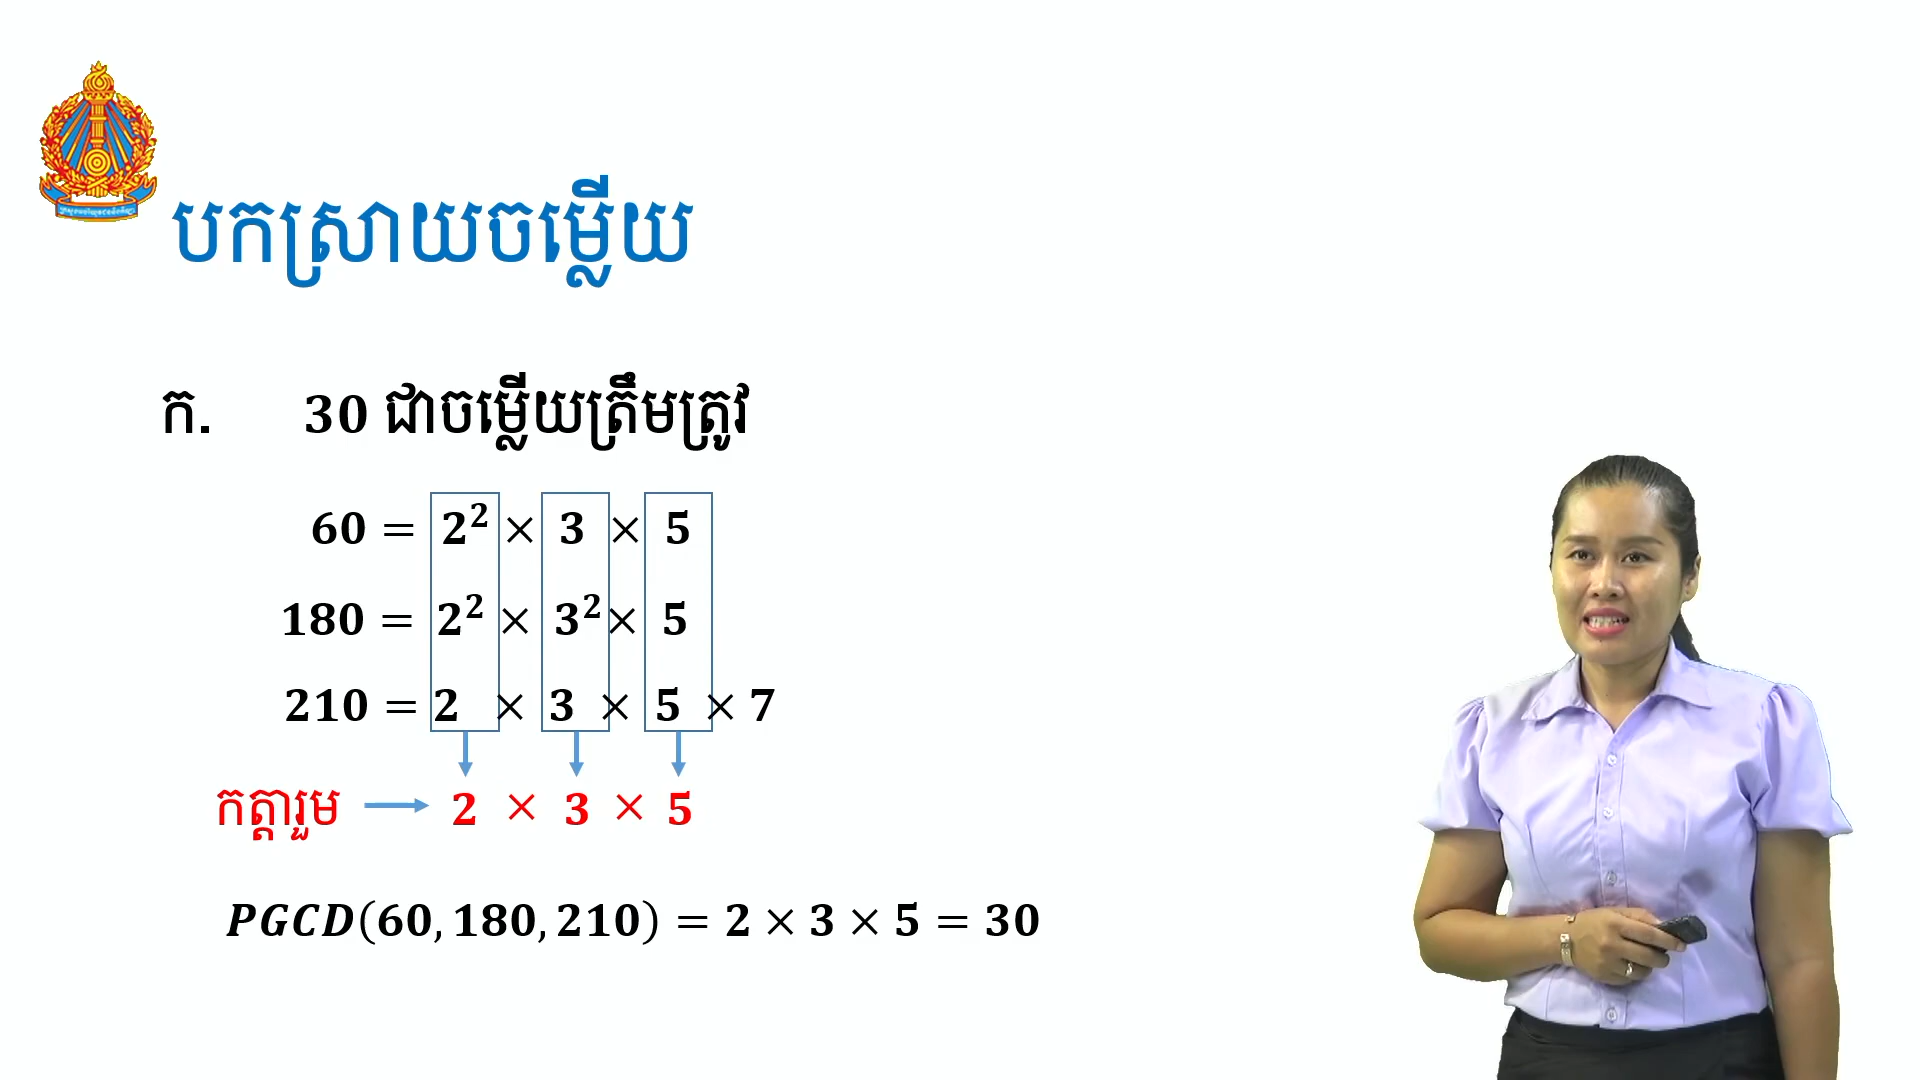 បកស្រាយចម្លើយ
ក. 30 ជាចម្លើយត្រឹមត្រូវ
60 = 2² × 3 × 5
180 = 2² × 3² × 5
210 = 2 × 3 × 5 × 7
កត្តារួម → 2 × 3 × 5
PGCD(60, 180, 210) = 2 × 3 × 5 = 30